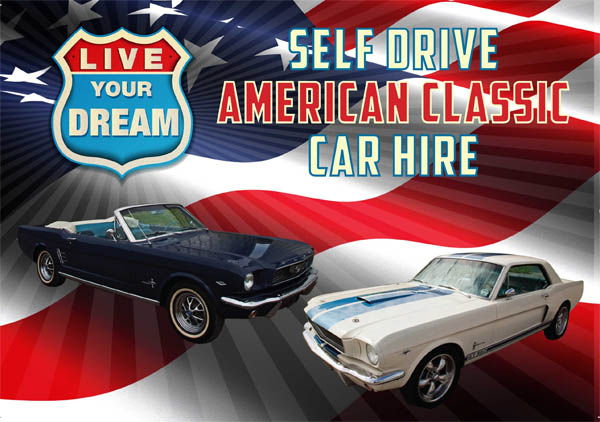 LIVE
YOUR
DREAM
SELF DRIVE
AMERICAN CLASSIC
CAR HIRE